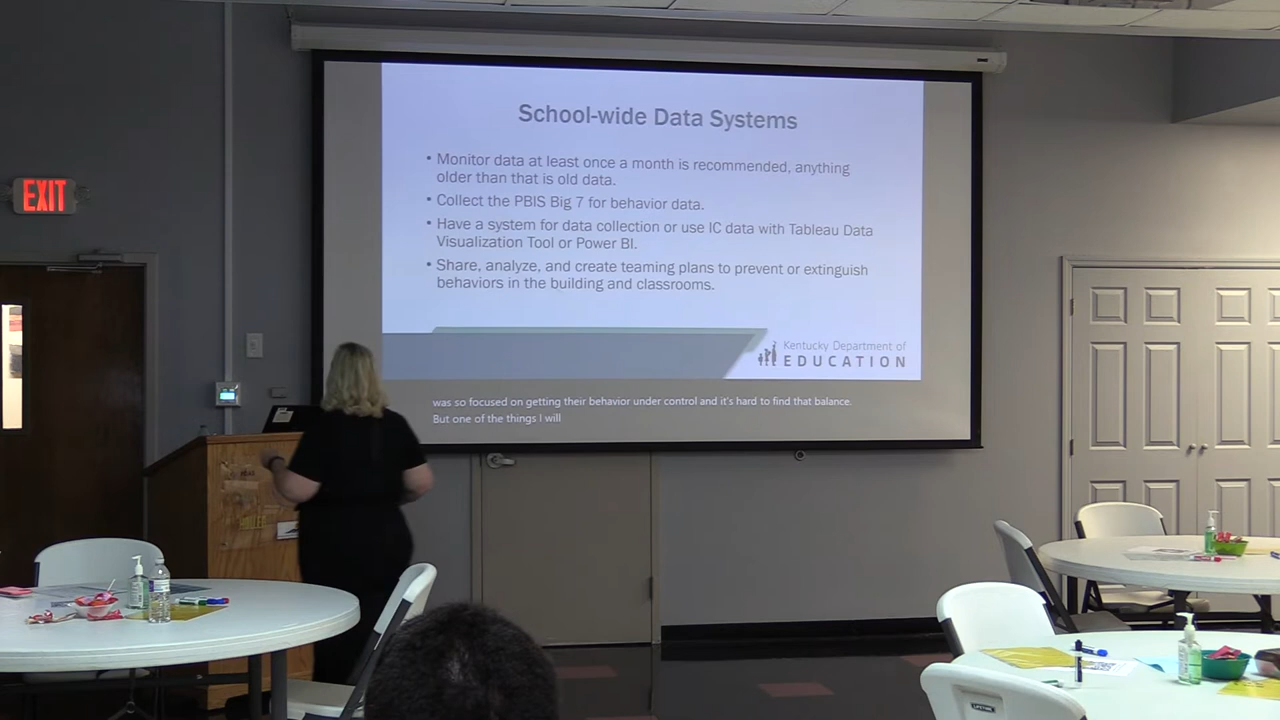 School-wide Data Systems
• Monitor data at least once a month is recommended, anything
older than that is old data.
• Collect the PBIS Big 7 for behavior data.
• Have a system for data collection or use IC data with Tableau Data
Visualization Tool or Power BI.
• Share, analyze, and create teaming plans to prevent or extinguish
behaviors in the building and classrooms.
Kentucky Department of
EDUCATION
was so focused on getting their behavior under control and it's hard to find that balance.
But one of the things I will
EXIT